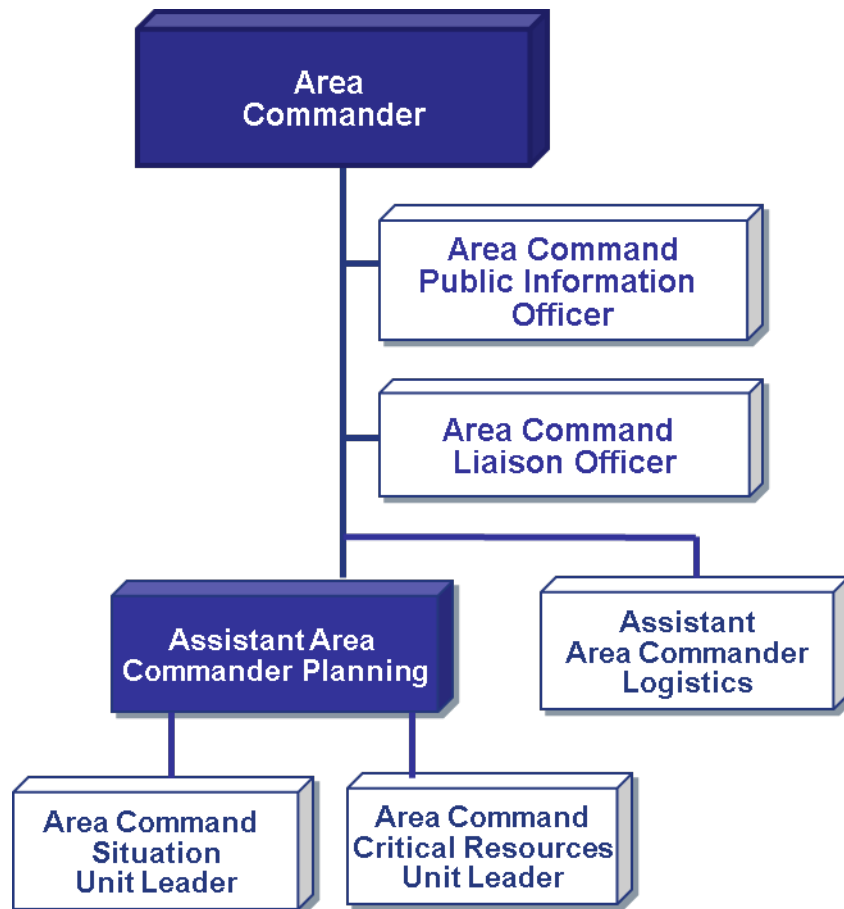 Area
Commander
Area Command
Public Information
Officer
Area Command
Liaison Officer
Assistant Area
Commander Planning
Assistant
Area Commander
Logistics
Area Command
Situation
Unit Leader
Area Command
Critical Resources
Unit Leader